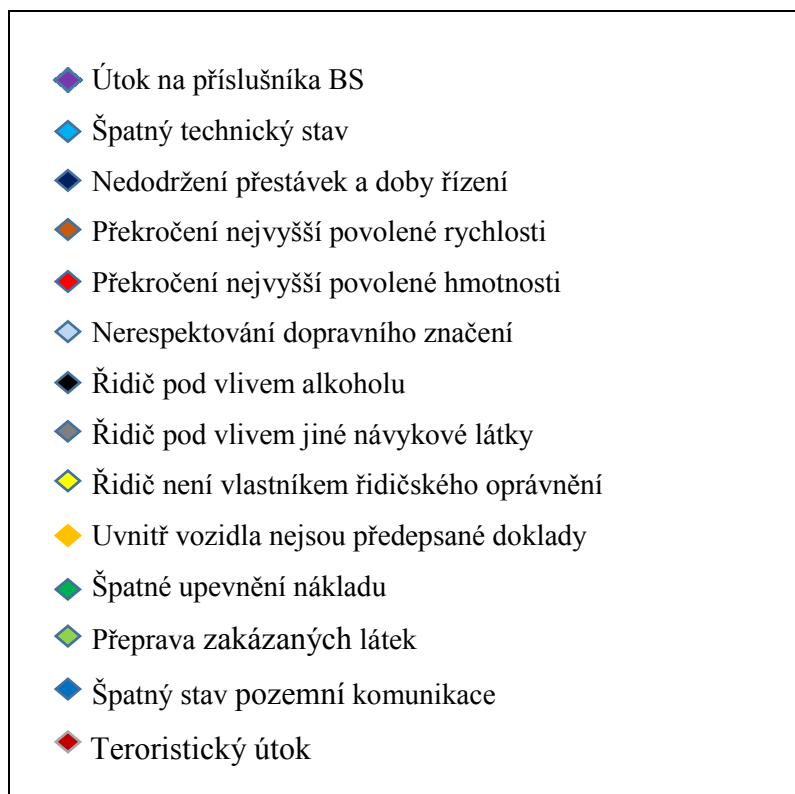 Útok na příslušníka BS
Špatný technický stav
Nedodržení přestávek a doby řízení
Překročení nejvyšší povolené rychlosti
Překročení nejvyšší povolené hmotnosti
Nerespektování dopravního značení
Řidič pod vlivem alkoholu
Řidič pod vlivem jiné návykové látky
Řidič není vlastníkem řidičského oprávnění
Uvnitř vozidla nejsou předepsané doklady
Špatné upevnění nákladu
Přeprava zakázaných látek
Špatný stav pozemní komunikace
Teroristický útok